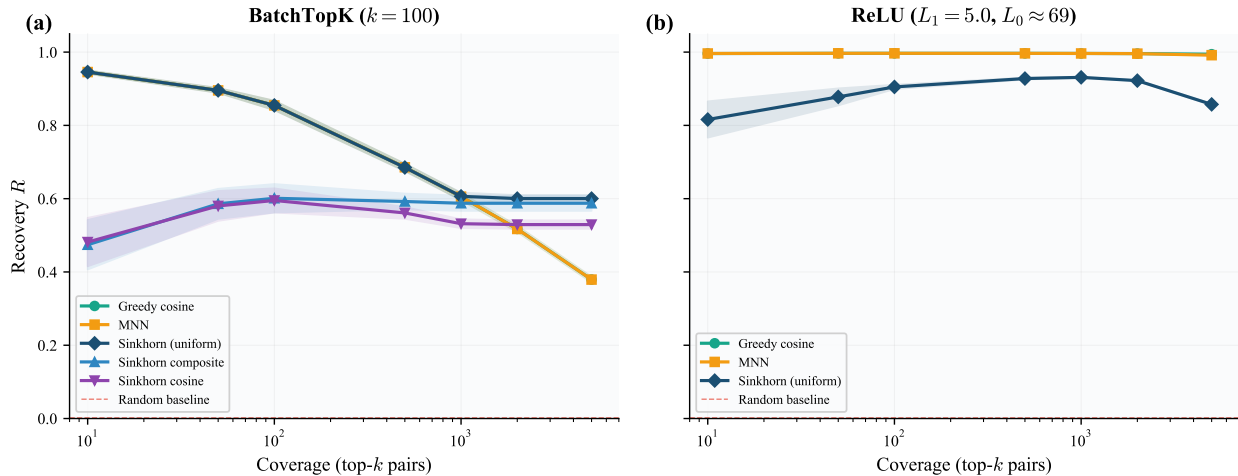 (a)
BatchTopK (k = 100)
Recovery R
1.0
0.8
0.6
0.4
0.2
0.0
Greedy cosine
MNN
Sinkhorn (uniform)
Sinkhorn composite
Sinkhorn cosine
Random baseline
10^1
10^2
10^3
Coverage (top-k pairs)
(b)
ReLU (L_1 = 5.0, L_0 ≈ 69)
Greedy cosine
MNN
Sinkhorn (uniform)
Random baseline
10^1
10^2
10^3
Coverage (top-k pairs)